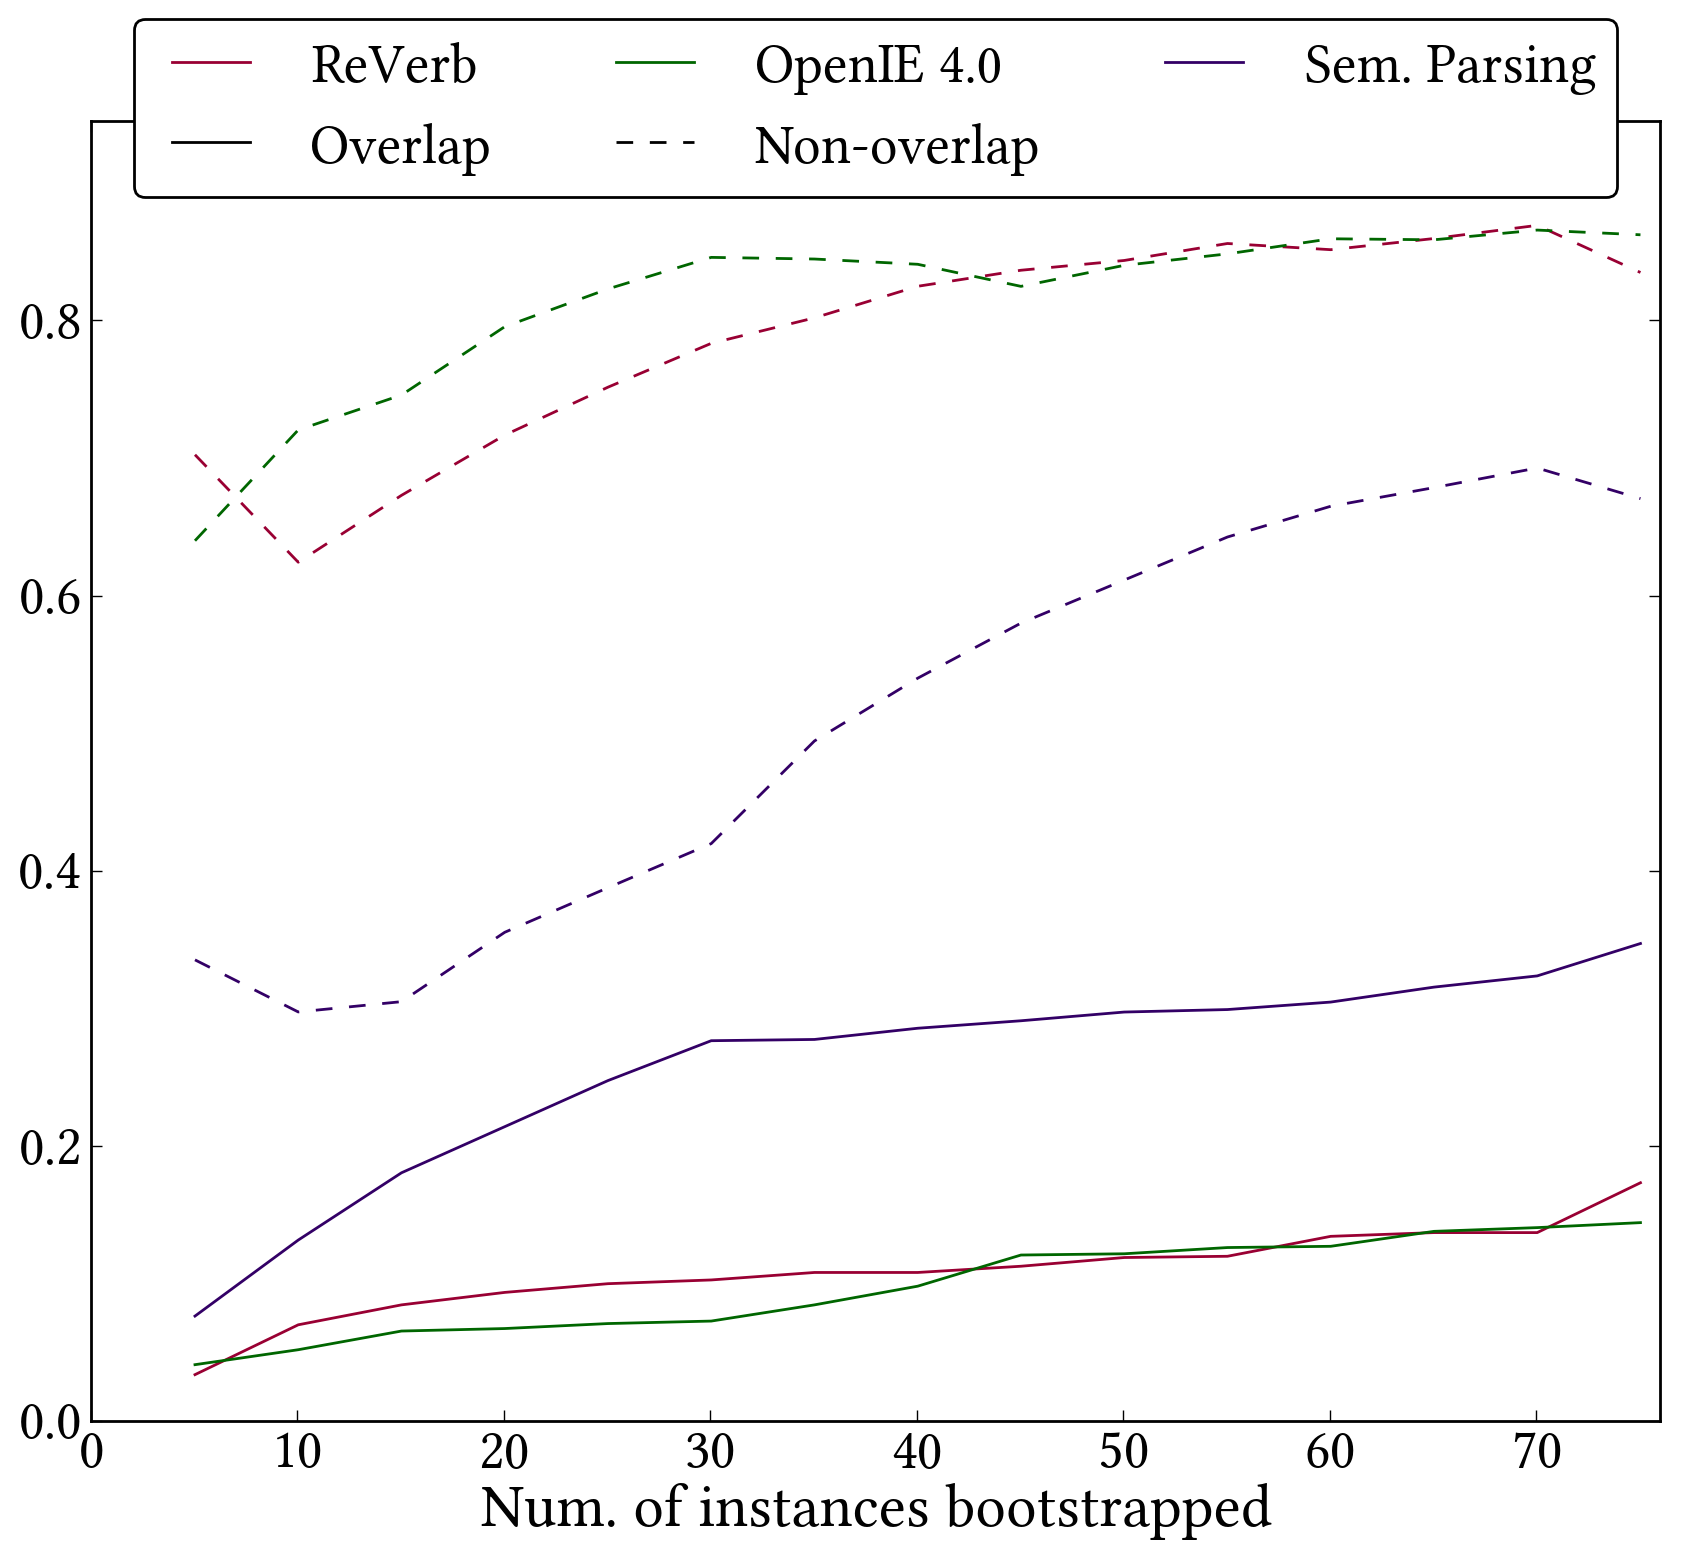 ReVerb OpenIE 4.0 Sem. Parsing
Overlap Non-overlap
0.8
0.6
0.4
0.2
0.0
0 10 20 30 40 50 60 70
Num. of instances bootstrapped